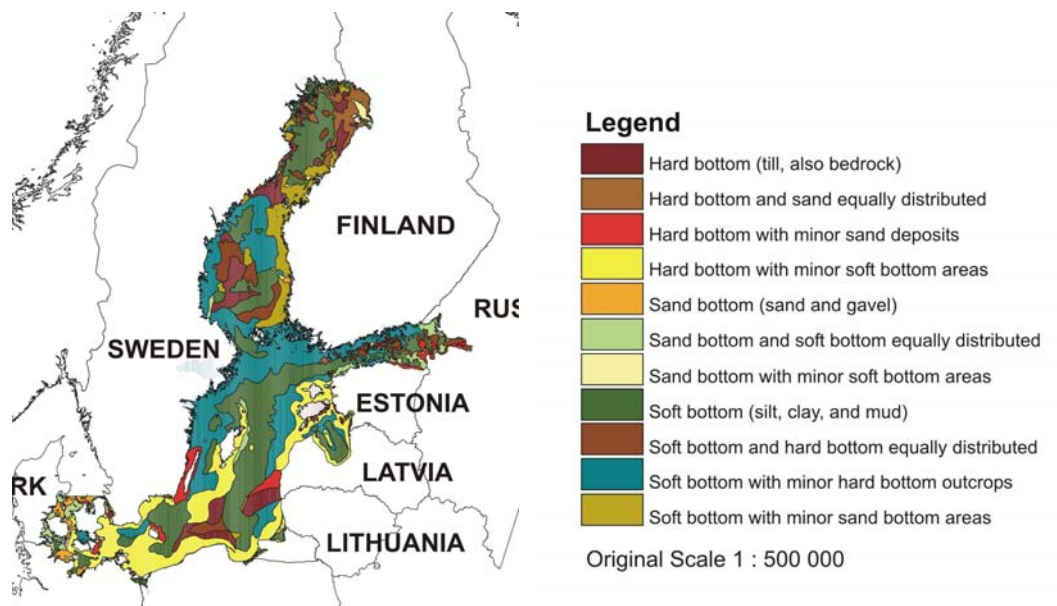 FINLAND
RUS
SWEDEN
ESTONIA
LATVIA
RK
LITHUANIA
Legend
Hard bottom (till, also bedrock)
Hard bottom and sand equally distributed
Hard bottom with minor sand deposits
Hard bottom with minor soft bottom areas
Sand bottom (sand and gavel)
Sand bottom and soft bottom equally distributed
Sand bottom with minor soft bottom areas
Soft bottom (silt, clay, and mud)
Soft bottom and hard bottom equally distributed
Soft bottom with minor hard bottom outcrops
Soft bottom with minor sand bottom areas
Original Scale 1 : 500 000